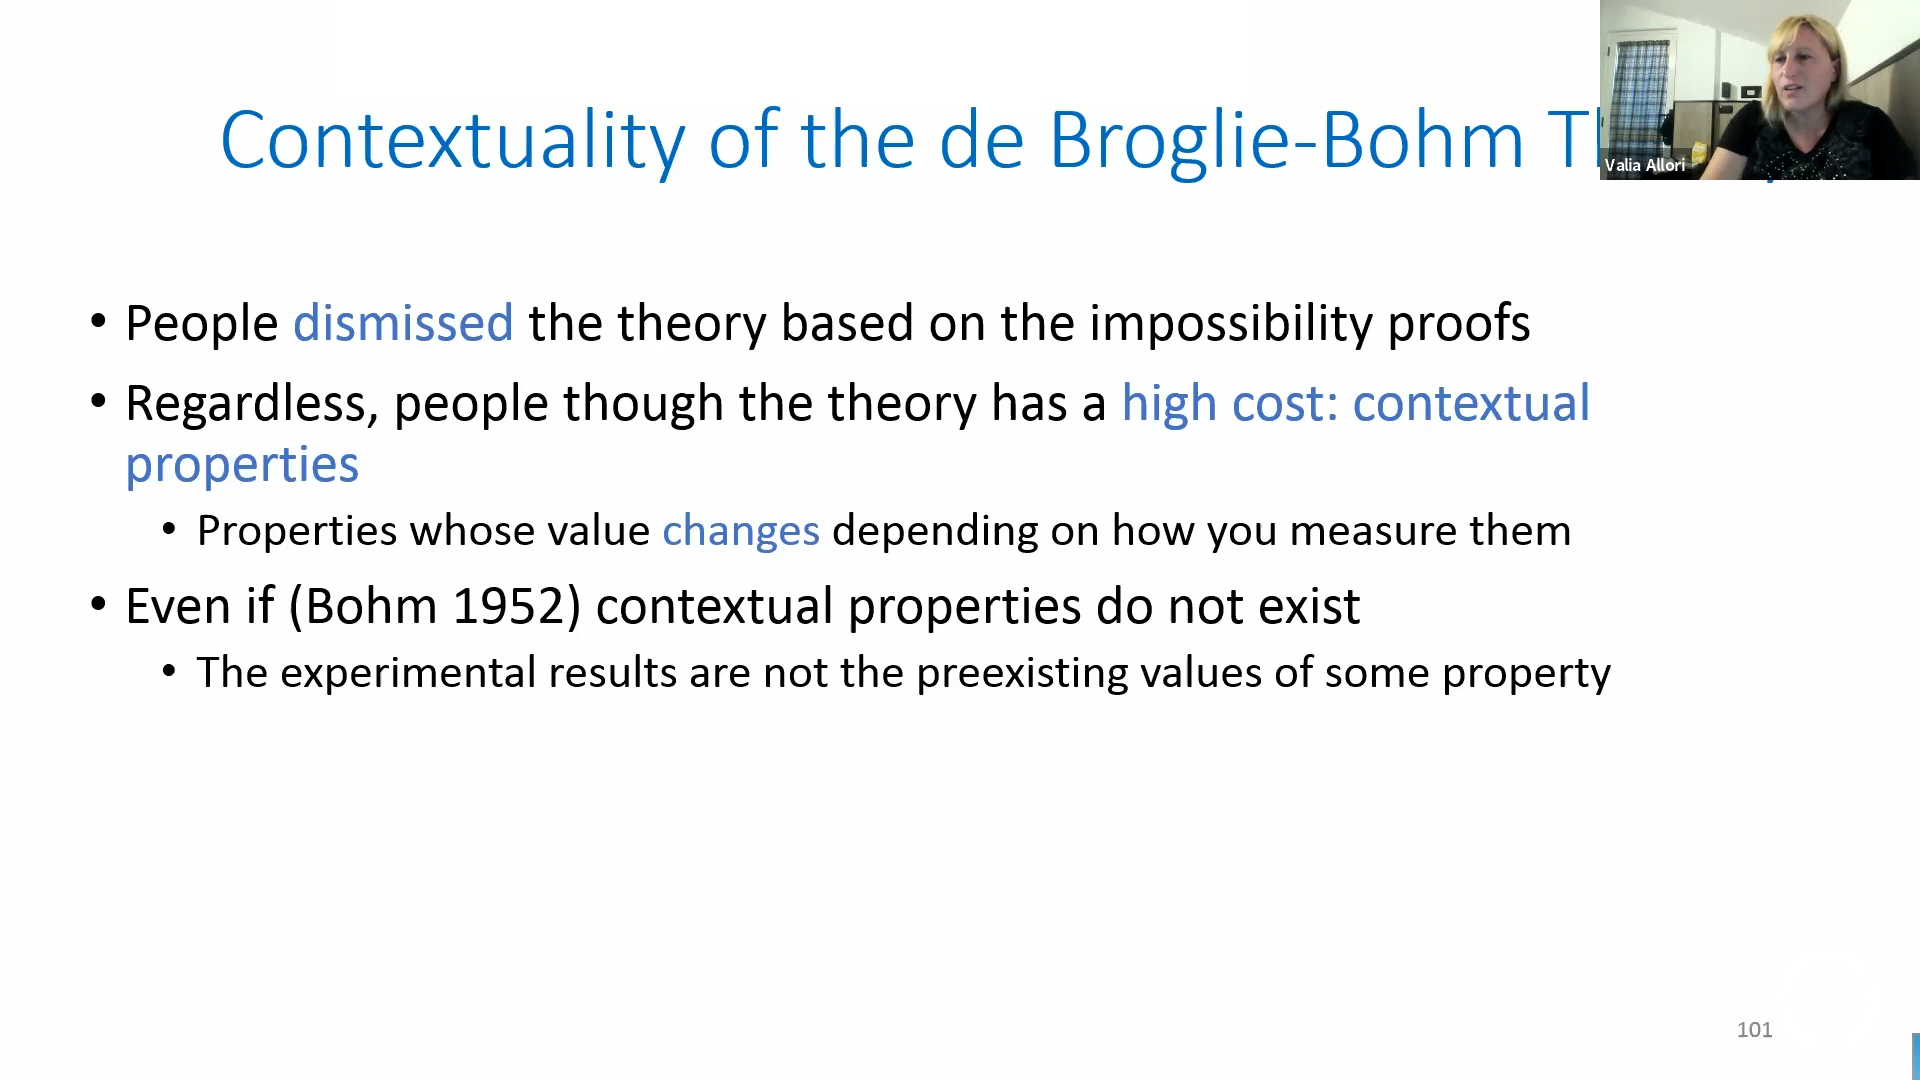 Contextuality of the de Broglie-Bohm
Valia Allori
• People dismissed the theory based on the impossibility proofs
• Regardless, people though the theory has a high cost: contextual
properties
• Properties whose value changes depending on how you measure them
• Even if (Bohm 1952) contextual properties do not exist
• The experimental results are not the preexisting values of some property
101